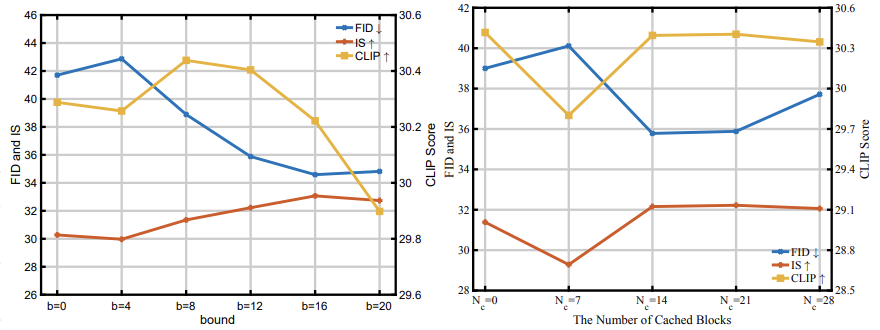 46
44
42
40
38
36
34
32
30
28
26
FID and IS
b=0 b=4 b=8 b=12 b=16 b=20
bound
30.6
30.4
30.2
30
29.8
29.6
CLIP Score
FID ↓
IS ↑
CLIP ↑
42
40
38
36
34
32
30
28
FID and IS
N_c=0 N_c=7 N_c=14 N_c=21 N_c=28
The Number of Cached Blocks
30.6
30.3
30
29.7
29.4
29.1
28.8
28.5
CLIP Score
FID ↓
IS ↑
CLIP ↑